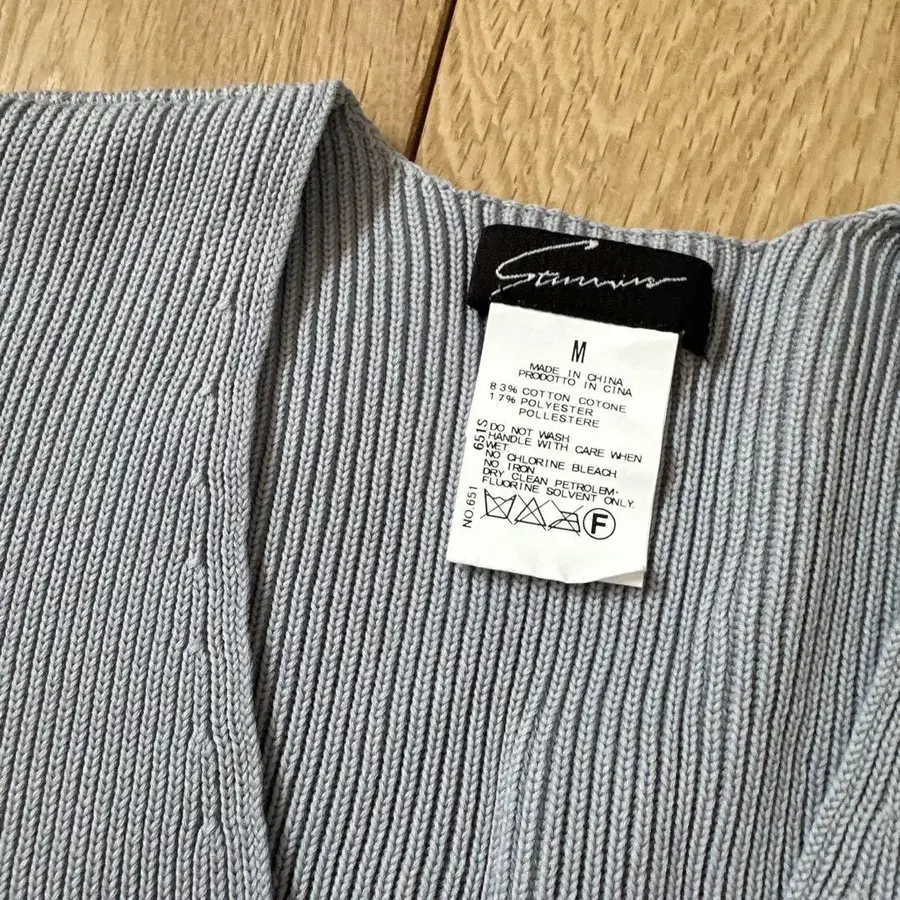 M
MADE IN CHINA
PRODOTTO IN CINA
83% COTTON COTONE
17% POLYESTER
POLLESTERE
DO NOT WASH
HANDLE WITH CARE WHEN
WET
NO CHLORINE BLEACH
NO IRON
DRY CLEAN PETROLEM·
FLUORINE SOLVENT ONLY.
F
NO.651 651S